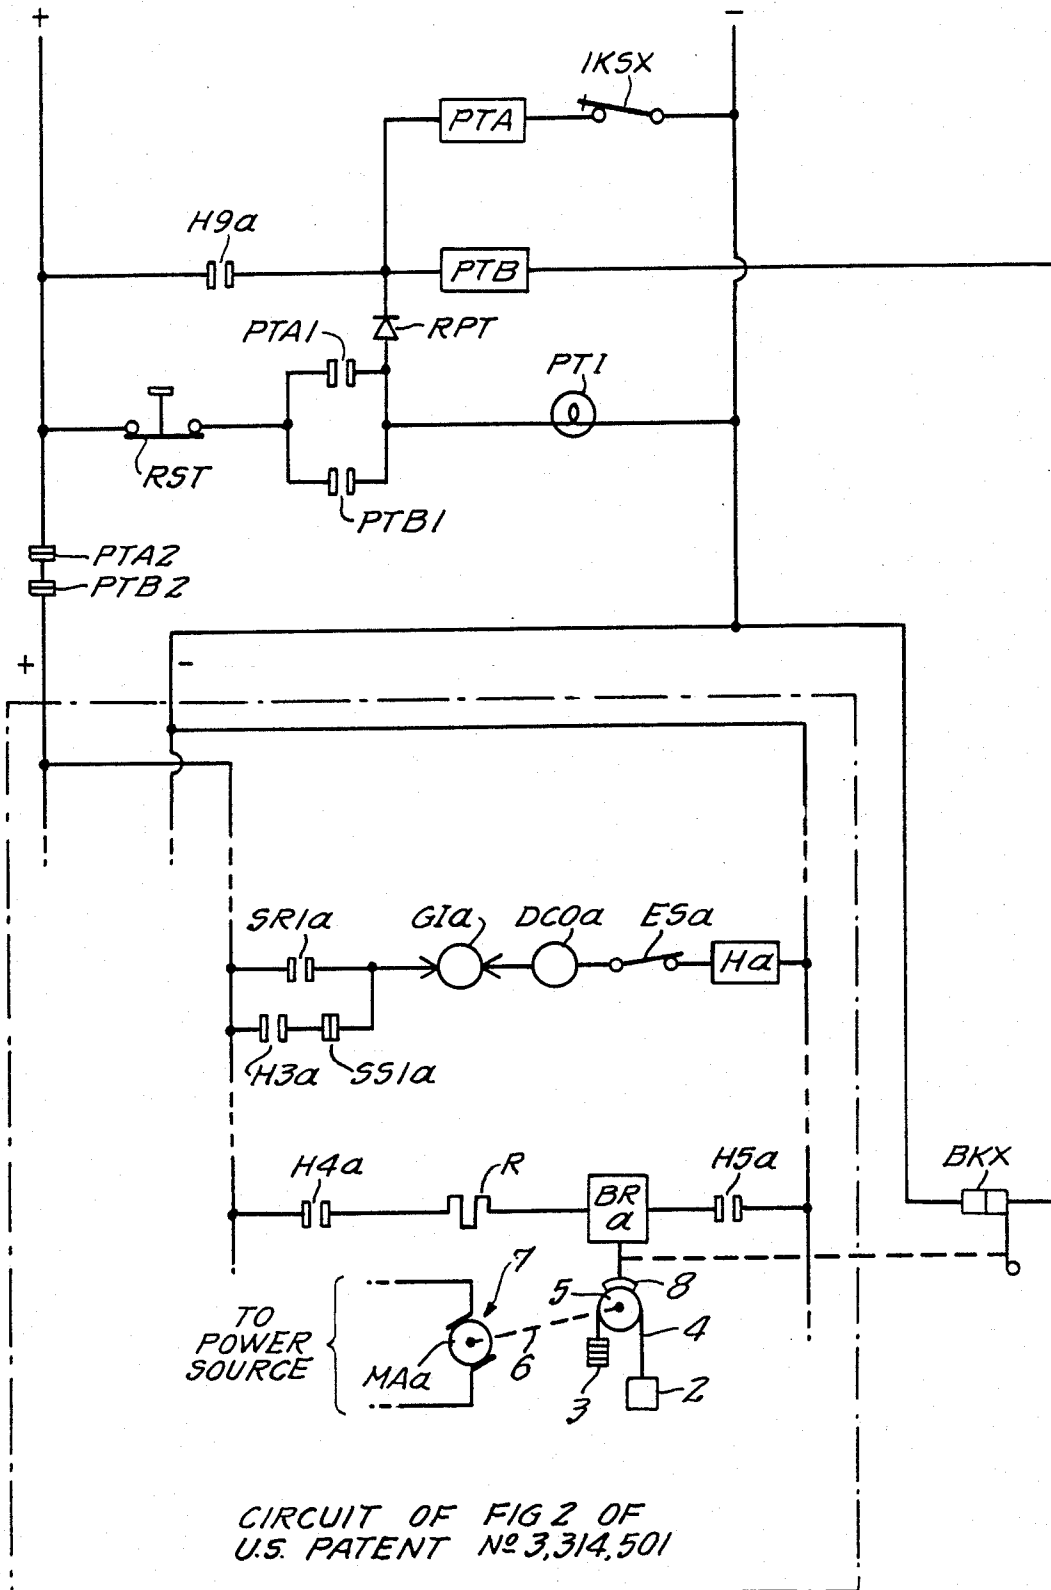 +
−
IKSX
PTA
H9a
PTB
PTA1
RPT
PT1
RST
PTB1
PTA2
PTB2
+
−
SR1a
GIa
DCOa
ESa
Ha
H3a
SS1a
H4a
R
BR
a
H5a
BKX
7
5
8
TO
POWER
SOURCE
MAa
6
4
3
2
CIRCUIT OF FIG 2 OF
U.S. PATENT Nº 3,314,501